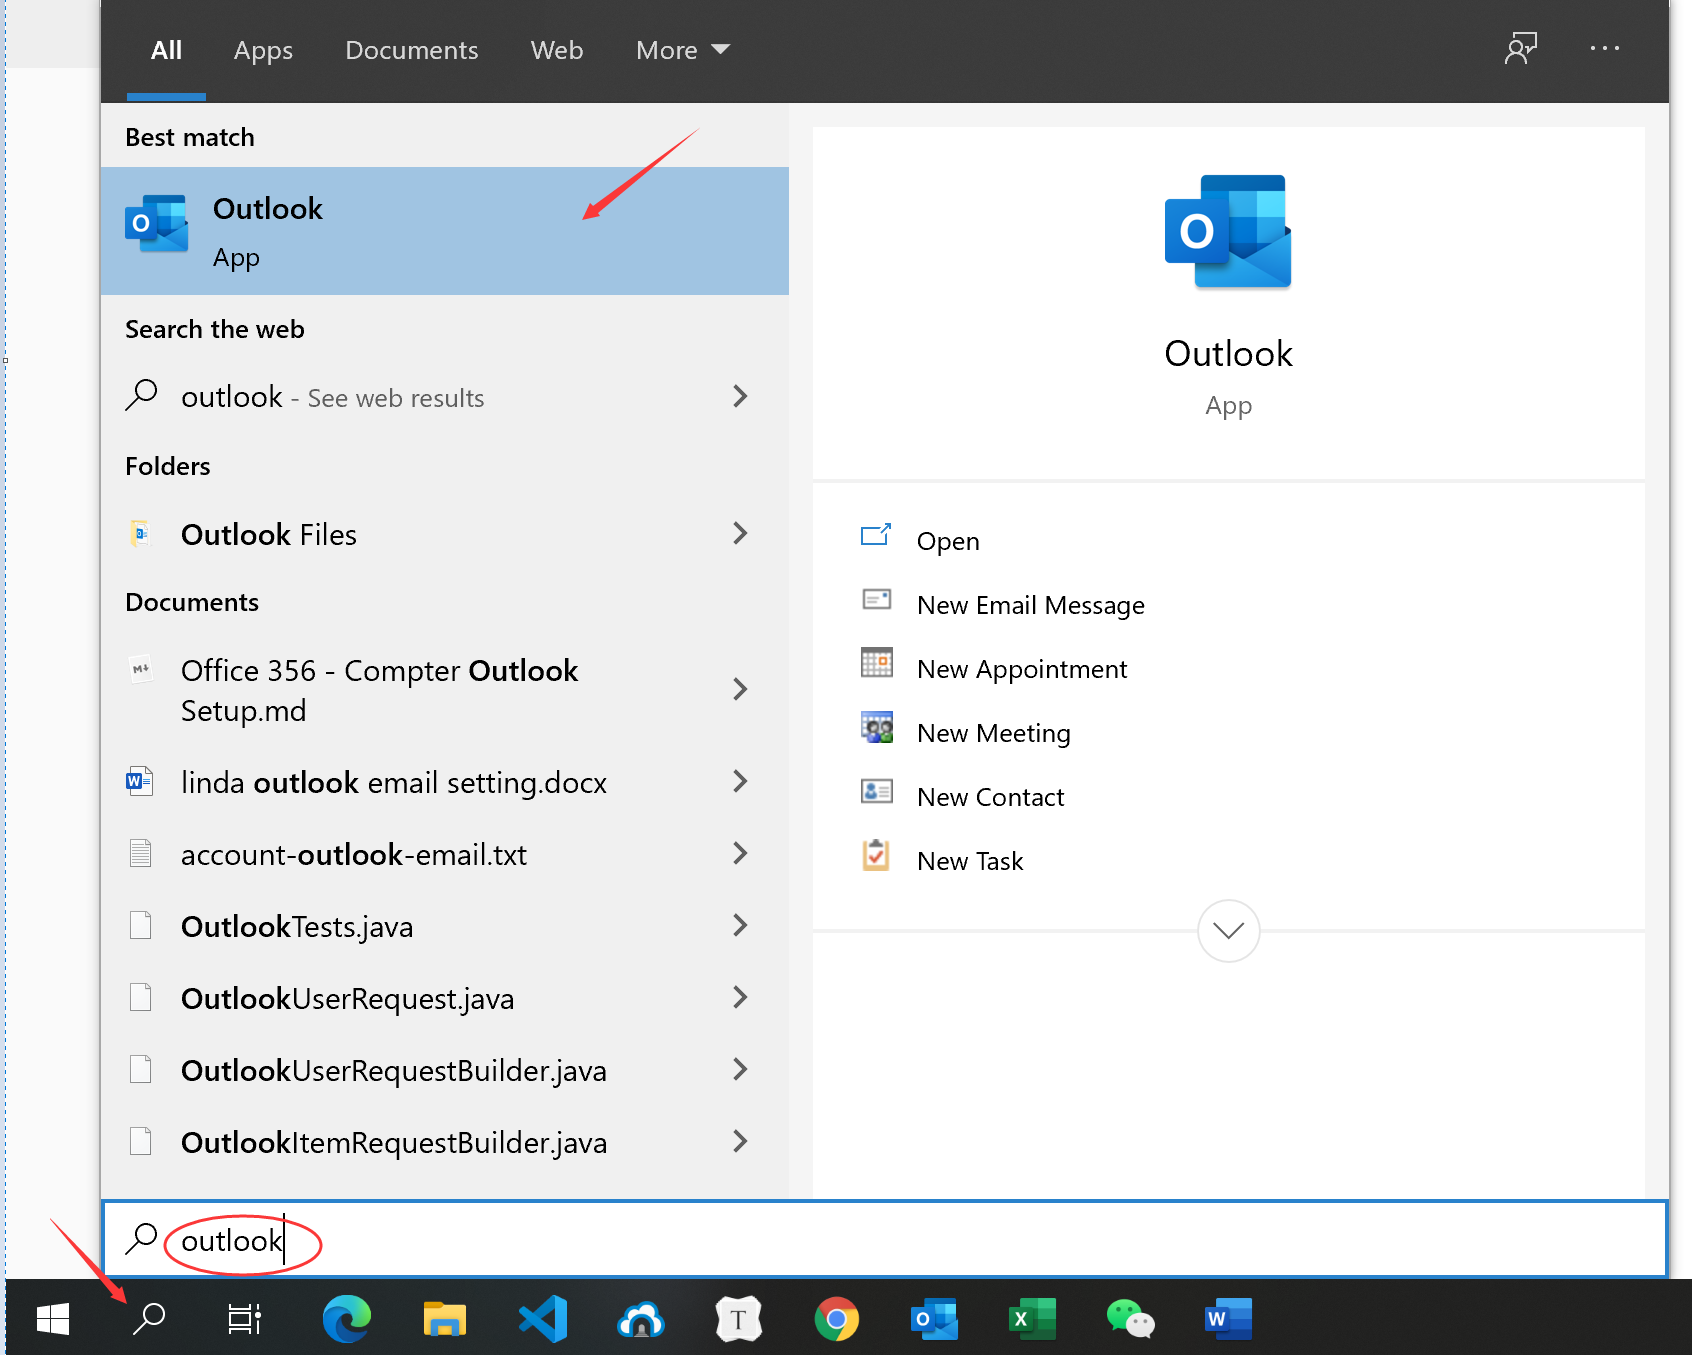 All Apps Documents Web More
Best match
Outlook
App
Search the web
outlook - See web results
Folders
Outlook Files
Documents
Office 356 - Compter Outlook
Setup.md
linda outlook email setting.docx
account-outlook-email.txt
OutlookTests.java
OutlookUserRequest.java
OutlookUserRequestBuilder.java
OutlookItemRequestBuilder.java
Outlook
App
Open
New Email Message
New Appointment
New Meeting
New Contact
New Task
outlook